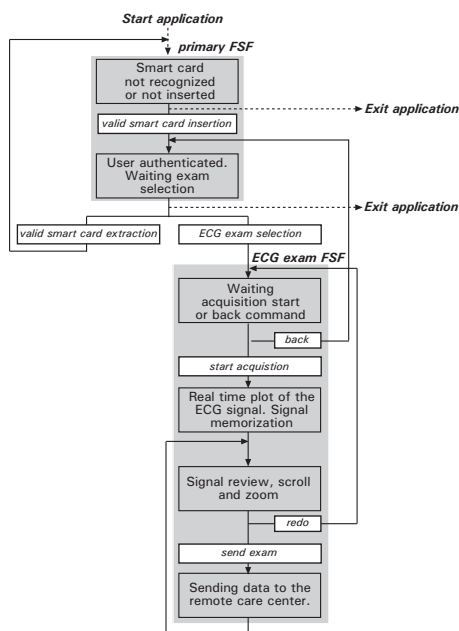 Start application
primary FSF
Smart card
not recognized
or not inserted
Exit application
valid smart card insertion
User authenticated.
Waiting exam
selection
Exit application
valid smart card extraction
ECG exam selection
ECG exam FSF
Waiting
acquisition start
or back command
back
start acquistion
Real time plot of the
ECG signal. Signal
memorization
Signal review, scroll
and zoom
redo
send exam
Sending data to the
remote care center.